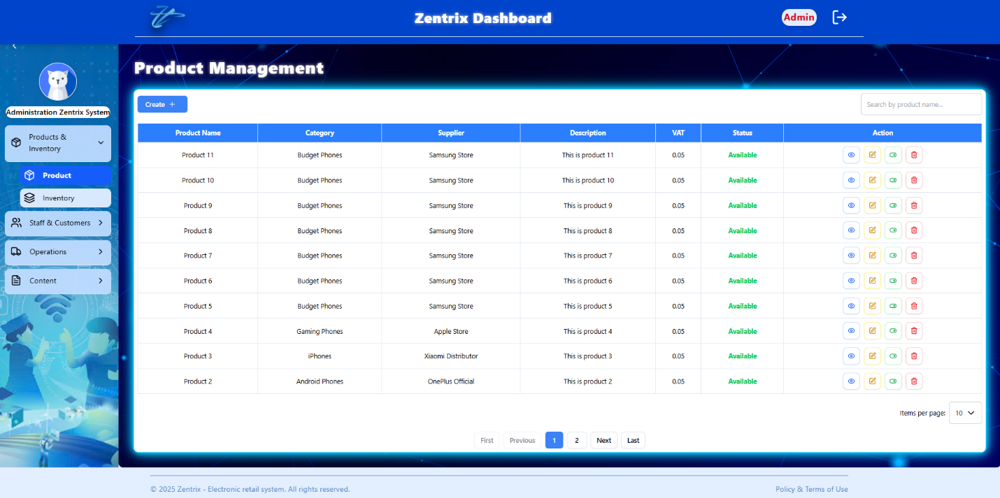 Zentrix Dashboard
Admin
Administration Zentrix System
Products &
Inventory
Product
Inventory
Staff & Customers
Operations
Content
Product Management
Create +
Search by product name...
Product Name Category Supplier Description VAT Status Action
Product 11 Budget Phones Samsung Store This is product 11 0.05 Available
Product 10 Budget Phones Samsung Store This is product 10 0.05 Available
Product 9 Budget Phones Samsung Store This is product 9 0.05 Available
Product 8 Budget Phones Samsung Store This is product 8 0.05 Available
Product 7 Budget Phones Samsung Store This is product 7 0.05 Available
Product 6 Budget Phones Samsung Store This is product 6 0.05 Available
Product 5 Budget Phones Samsung Store This is product 5 0.05 Available
Product 4 Gaming Phones Apple Store This is product 4 0.05 Available
Product 3 iPhones Xiaomi Distributor This is product 3 0.05 Available
Product 2 Android Phones OnePlus Official This is product 2 0.05 Available
Items per page: 10
First Previous 1 2 Next Last
© 2025 Zentrix - Electronic retail system. All rights reserved.
Policy & Terms of Use